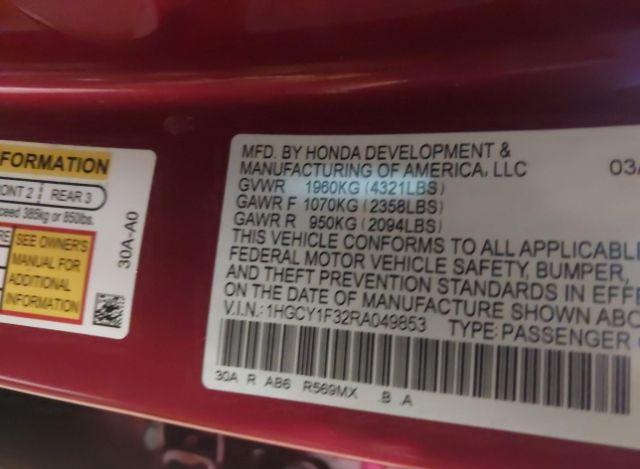 FORMATION
ONT 2 | REAR 3
ceed 385kg or 850lbs.
RE
SEE OWNER'S
MANUAL FOR
ADDITIONAL
INFORMATION
30A-A0
MFD. BY HONDA DEVELOPMENT &
MANUFACTURING OF AMERICA, LLC 03/
GVWR 1960KG (4321LBS)
GAWR F 1070KG (2358LBS)
GAWR R 950KG (2094LBS)
THIS VEHICLE CONFORMS TO ALL APPLICABLE
FEDERAL MOTOR VEHICLE SAFETY, BUMPER,
AND THEFT PREVENTION STANDARDS IN EFFE
ON THE DATE OF MANUFACTURE SHOWN ABO
V.I.N.: 1HGCY1F32RA049853 TYPE: PASSENGER
30A R AB6 R569MX .B .A